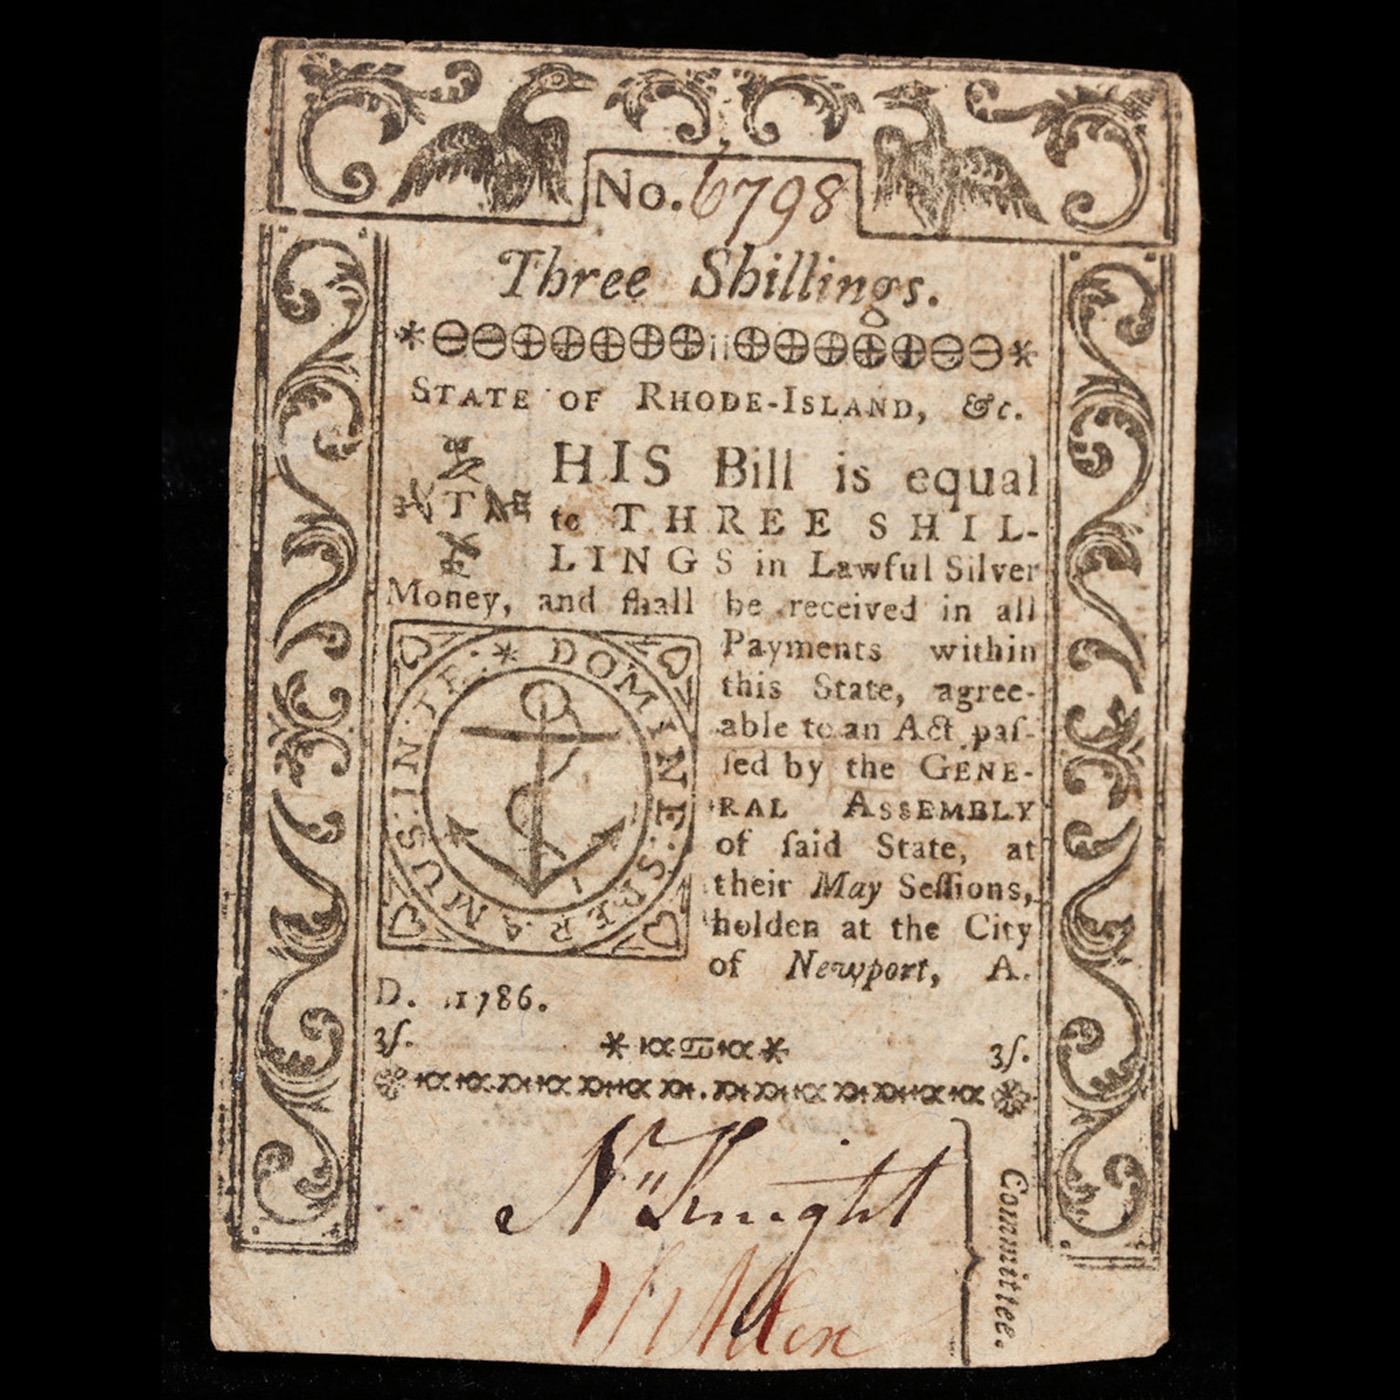 No. 6798
Three Shillings.
STATE OF RHODE-ISLAND, &c.
THIS Bill is equal
to THREE SHIL-
LINGS in Lawful Silver
Money, and ſhall be received in all
Payments within
this State, agree-
able to an Act paſ-
ſed by the GENE-
RAL ASSEMBLY
of ſaid State, at
their May Seſſions,
holden at the City
of Newport, A.
D. 1786.
* DOMINE · SPERAMUS · IN · TE ·
3ſ. 3ſ.
Knight
Committee.